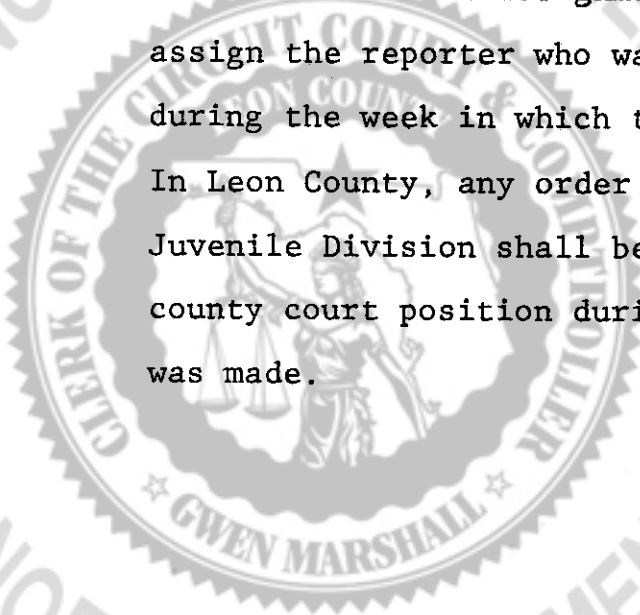 assign the reporter who wa
during the week in which t
In Leon County, any order
Juvenile Division shall be
county court position duri
was made.
CLERK OF THE CIRCUIT COURT & COMPTROLLER
LEON COUNTY
GWEN MARSHALL